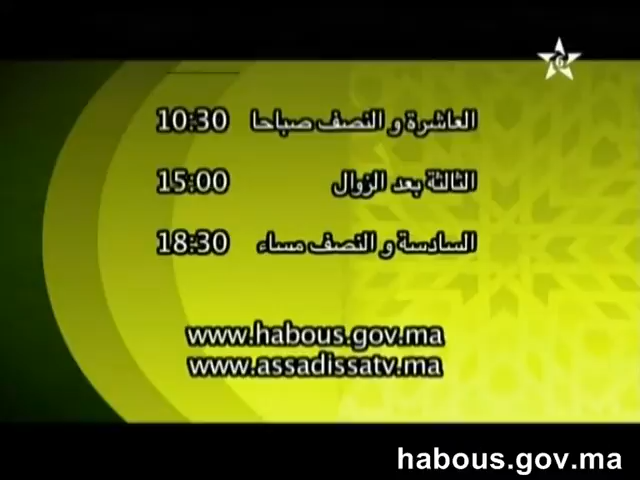 6
العاشرة و النصف صباحا 10:30
الثالثة بعد الزوال 15:00
السادسة و النصف مساء 18:30
www.habous.gov.ma
www.assadissatv.ma
habous.gov.ma